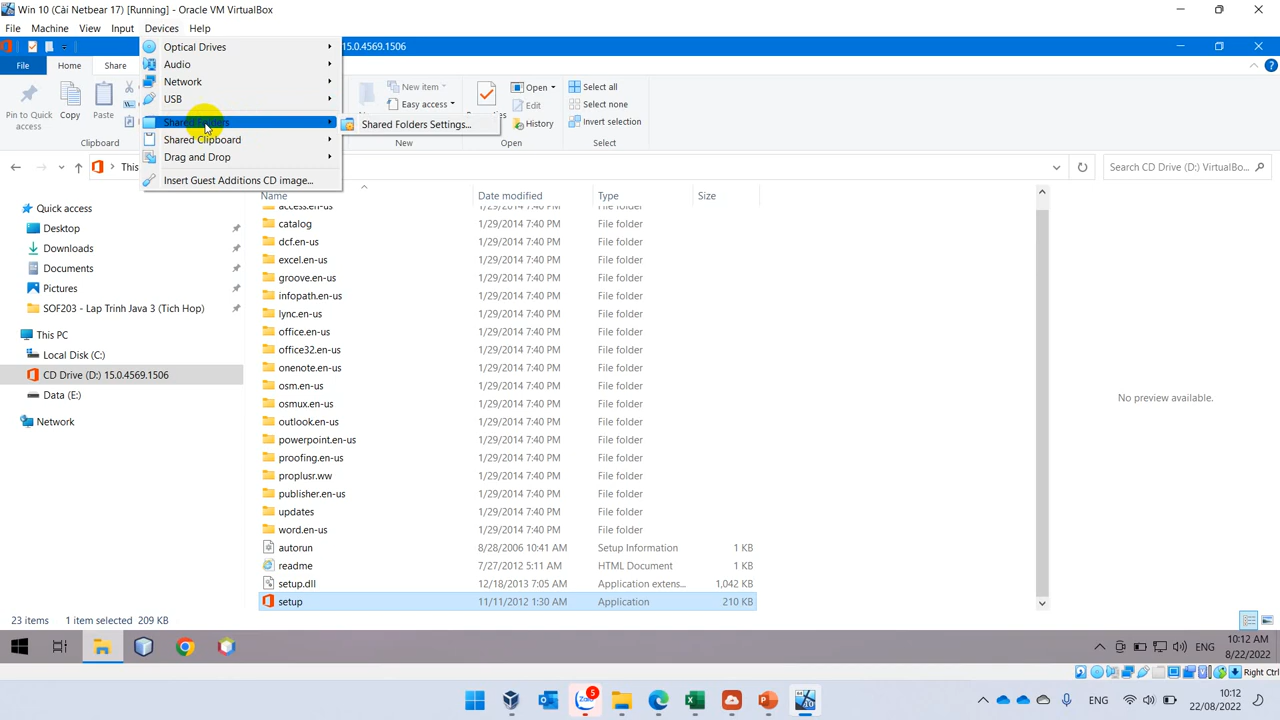 Win 10 (Cài Netbear 17) [Running] - Oracle VM VirtualBox
File Machine View Input Devices Help
15.0.4569.1506
File Home Share
Optical Drives
Audio
Network
USB
Shared Folders
Shared Folders Settings...
Shared Clipboard
Drag and Drop
Insert Guest Additions CD image...
Pin to Quick access
Copy
Paste
Clipboard
New item
Easy access
New
Open
Edit
History
Open
Select all
Select none
Invert selection
Select
This
Search CD Drive (D:) VirtualBo...
Name Date modified Type Size
Quick access
Desktop
Downloads
Documents
Pictures
SOF203 - Lap Trinh Java 3 (Tich Hop)
This PC
Local Disk (C:)
CD Drive (D:) 15.0.4569.1506
Data (E:)
Network
access.en-us 1/29/2014 7:40 PM File folder
catalog 1/29/2014 7:40 PM File folder
dcf.en-us 1/29/2014 7:40 PM File folder
excel.en-us 1/29/2014 7:40 PM File folder
groove.en-us 1/29/2014 7:40 PM File folder
infopath.en-us 1/29/2014 7:40 PM File folder
lync.en-us 1/29/2014 7:40 PM File folder
office.en-us 1/29/2014 7:40 PM File folder
office32.en-us 1/29/2014 7:40 PM File folder
onenote.en-us 1/29/2014 7:40 PM File folder
osm.en-us 1/29/2014 7:40 PM File folder
osmux.en-us 1/29/2014 7:40 PM File folder
outlook.en-us 1/29/2014 7:40 PM File folder
powerpoint.en-us 1/29/2014 7:40 PM File folder
proofing.en-us 1/29/2014 7:40 PM File folder
proplusr.ww 1/29/2014 7:40 PM File folder
publisher.en-us 1/29/2014 7:40 PM File folder
updates 1/29/2014 7:40 PM File folder
word.en-us 1/29/2014 7:40 PM File folder
autorun 8/28/2006 10:41 AM Setup Information 1 KB
readme 7/27/2012 5:11 AM HTML Document 1 KB
setup.dll 12/18/2013 7:05 AM Application extens... 1,042 KB
setup 11/11/2012 1:30 AM Application 210 KB
No preview available.
23 items 1 item selected 209 KB
ENG
10:12 AM
8/22/2022
Right Ctrl
Zalo
5
ENG
10:12
22/08/2022